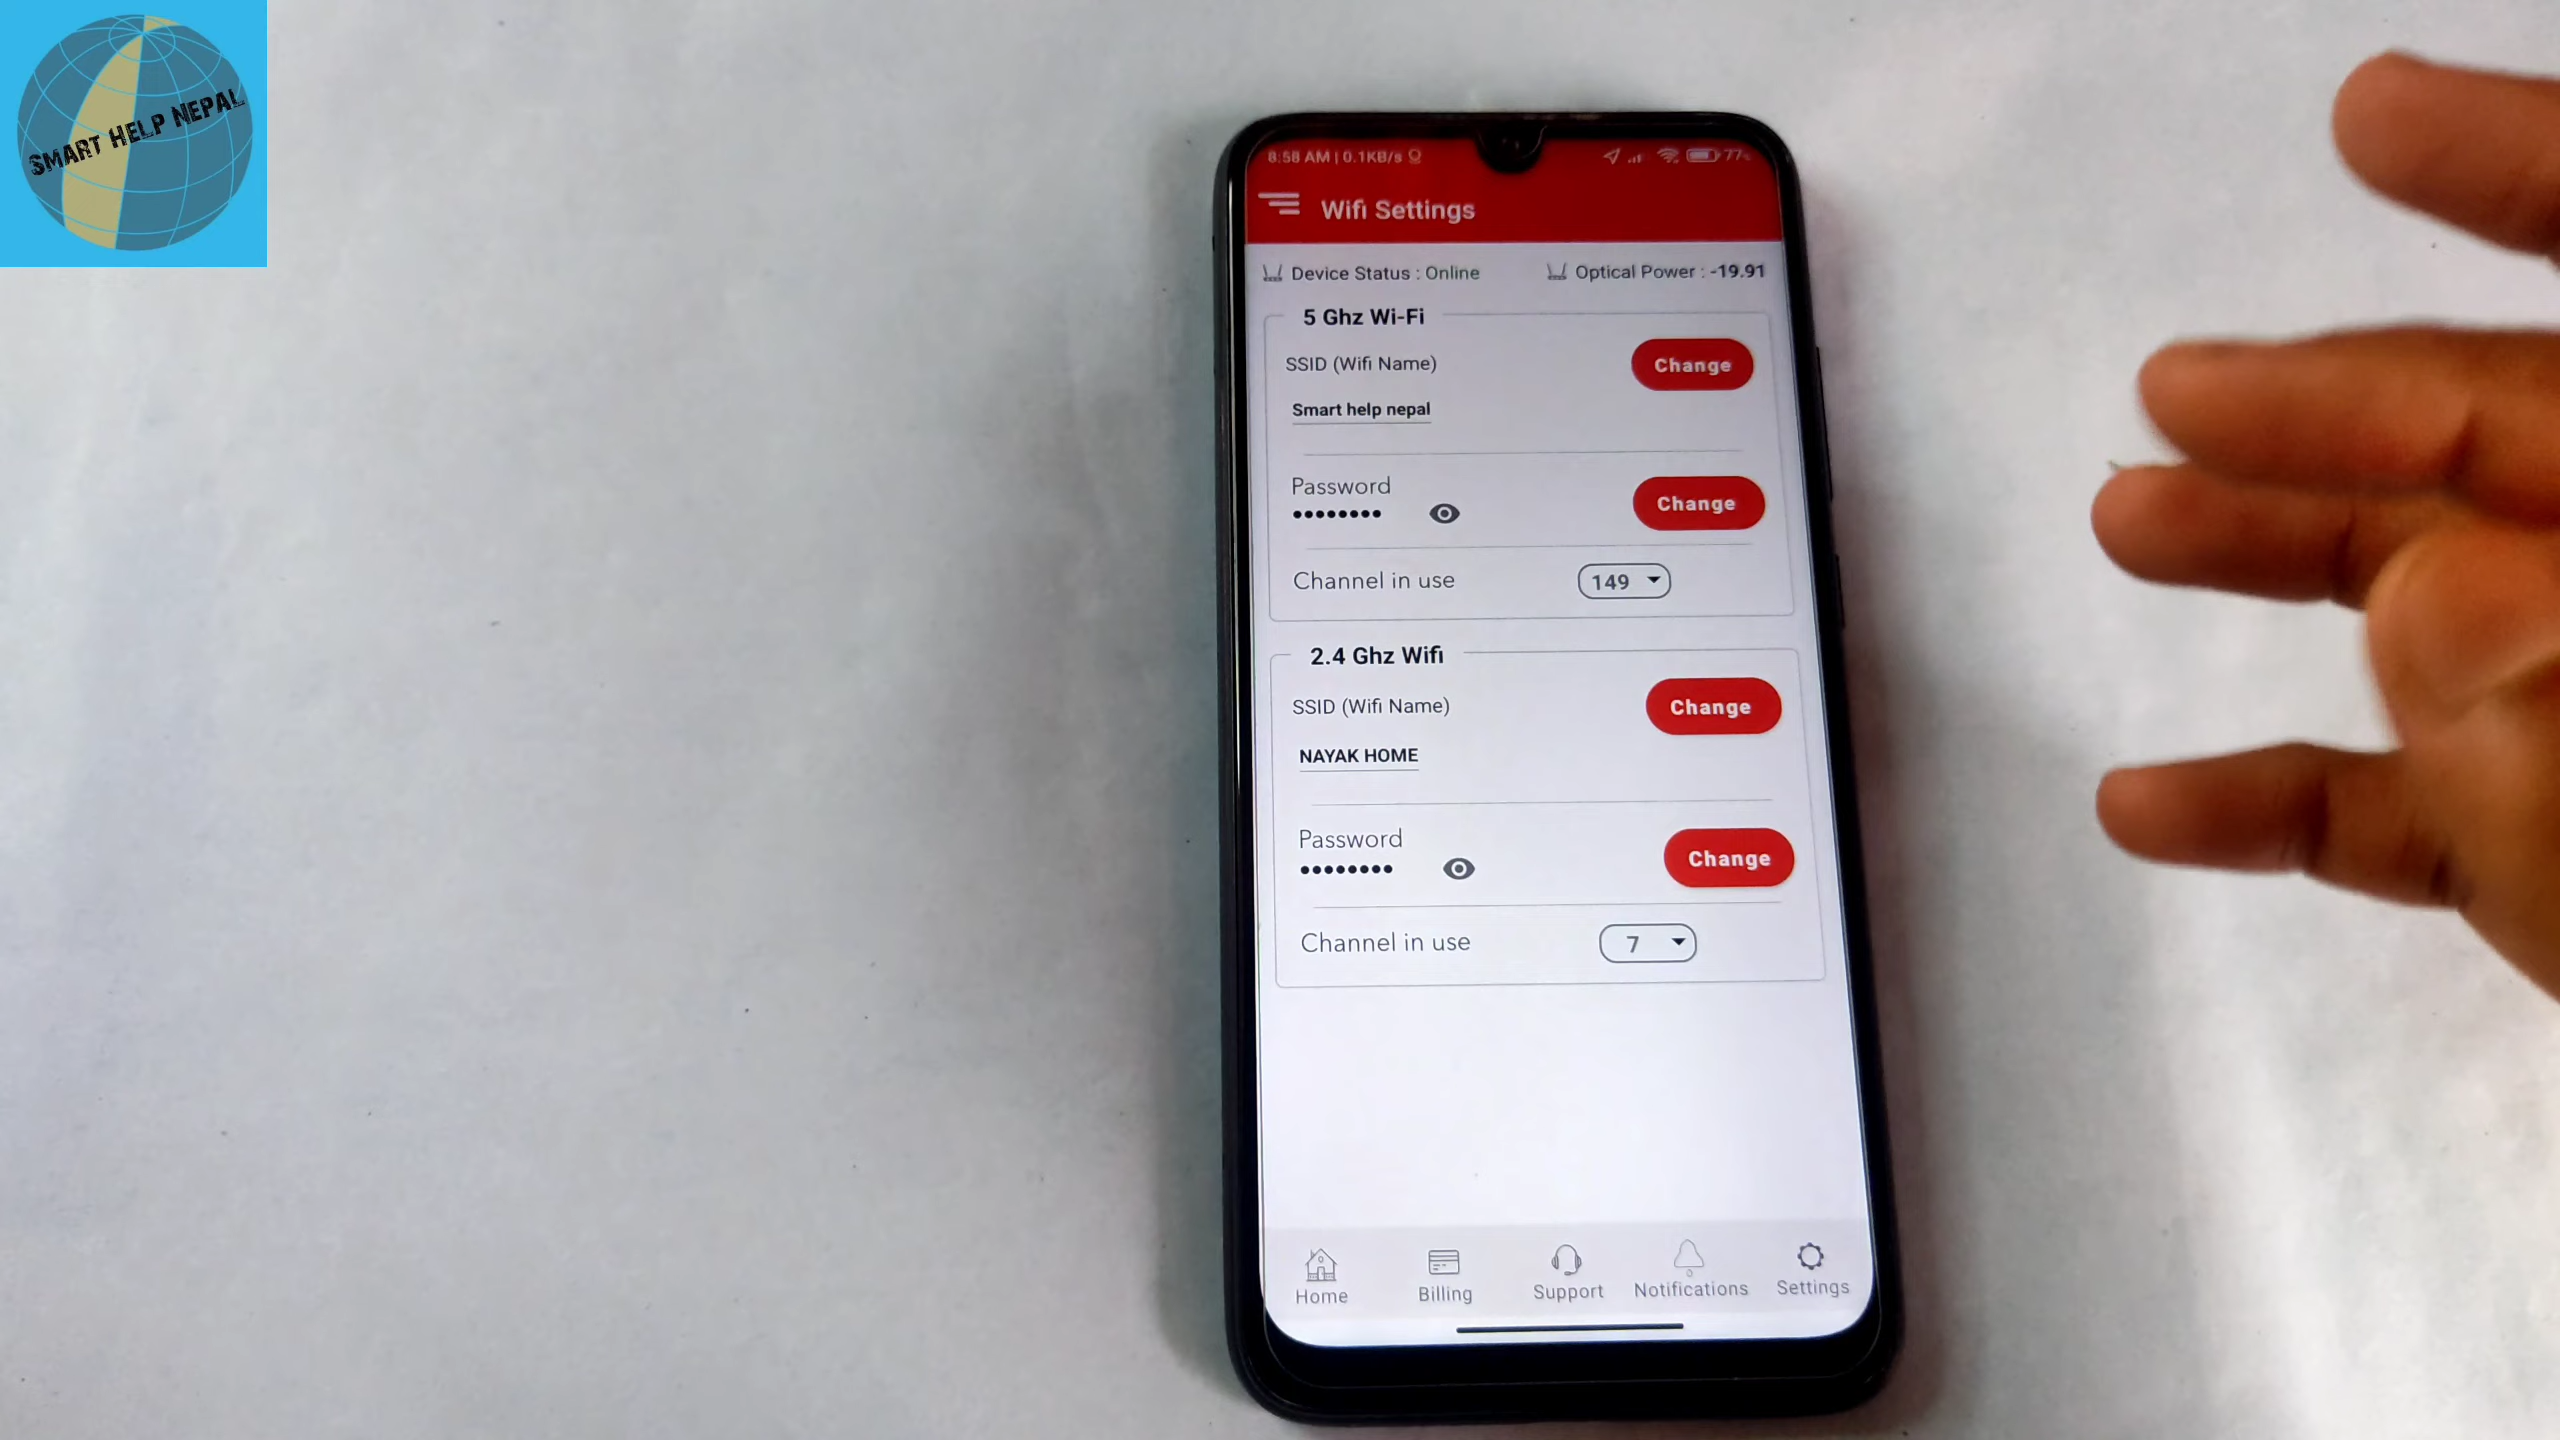 SMART HELP NEPAL
8:58 AM | 0.1KB/s
77%
Wifi Settings
Device Status : Online
Optical Power : -19.91
5 Ghz Wi-Fi
SSID (Wifi Name)
Change
Smart help nepal
Password
••••••••
Change
Channel in use
149
2.4 Ghz Wifi
SSID (Wifi Name)
Change
NAYAK HOME
Password
••••••••
Change
Channel in use
7
Home
Billing
Support
Notifications
Settings